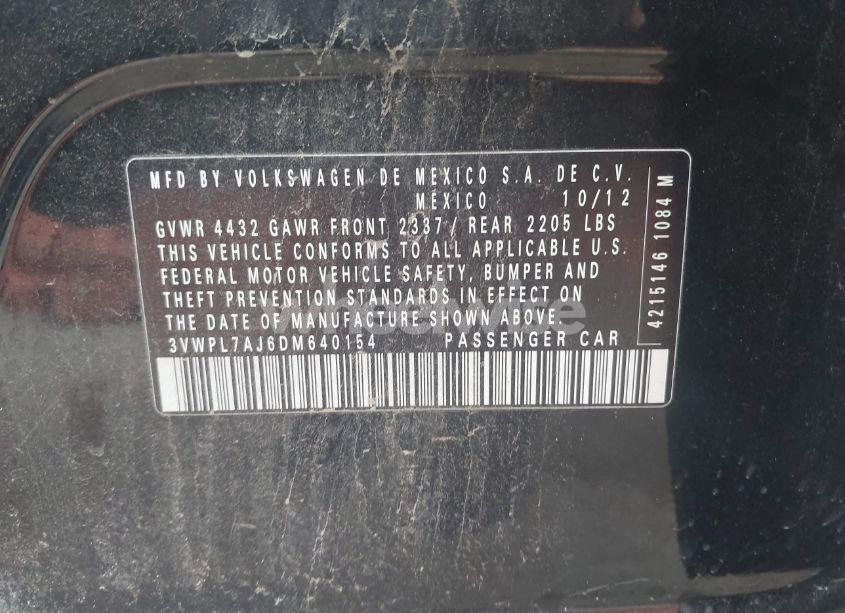 MFD BY VOLKSWAGEN DE MEXICO S.A. DE C.V.
MEXICO 10/12
GVWR 4432 GAWR FRONT 2337/ REAR 2205 LBS
THIS VEHICLE CONFORMS TO ALL APPLICABLE U.S.
FEDERAL MOTOR VEHICLE SAFETY, BUMPER AND
THEFT PREVENTION STANDARDS IN EFFECT ON
THE DATE OF MANUFACTURE SHOWN ABOVE.
3VWPL7AJ6DM640154 PASSENGER CAR
4215146 1084 M